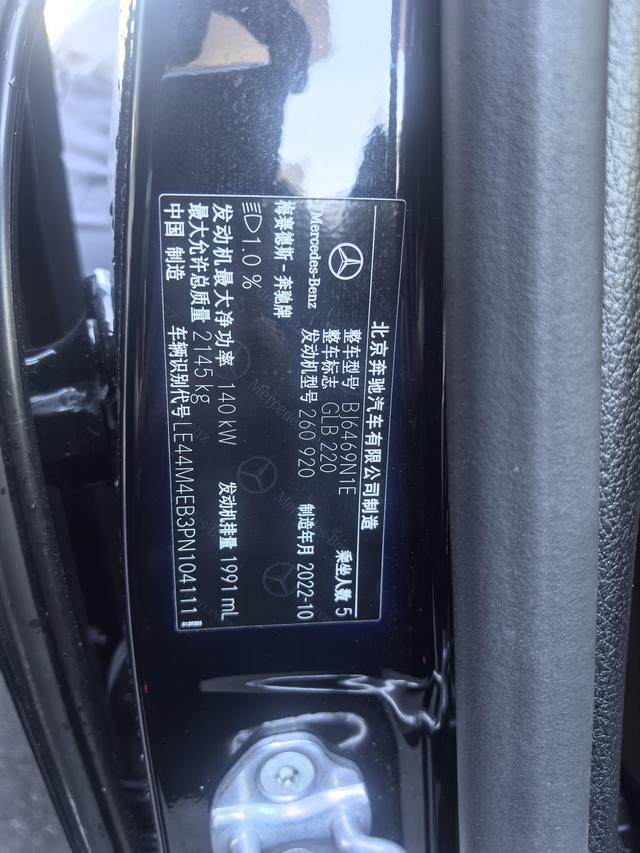 北京奔驰汽车有限公司制造
Mercedes-Benz
整车型号 BJ6469N1E 乘坐人数 5
整车标志 GLB 220
梅赛德斯-奔驰牌 发动机型号 260 920 制造年月 2022-10
1.0 %
发动机最大净功率 140 kW 发动机排量 1991 mL
最大允许总质量 2145 kg
中国 制造 车辆识别代号 LE44M4EB3PN104111